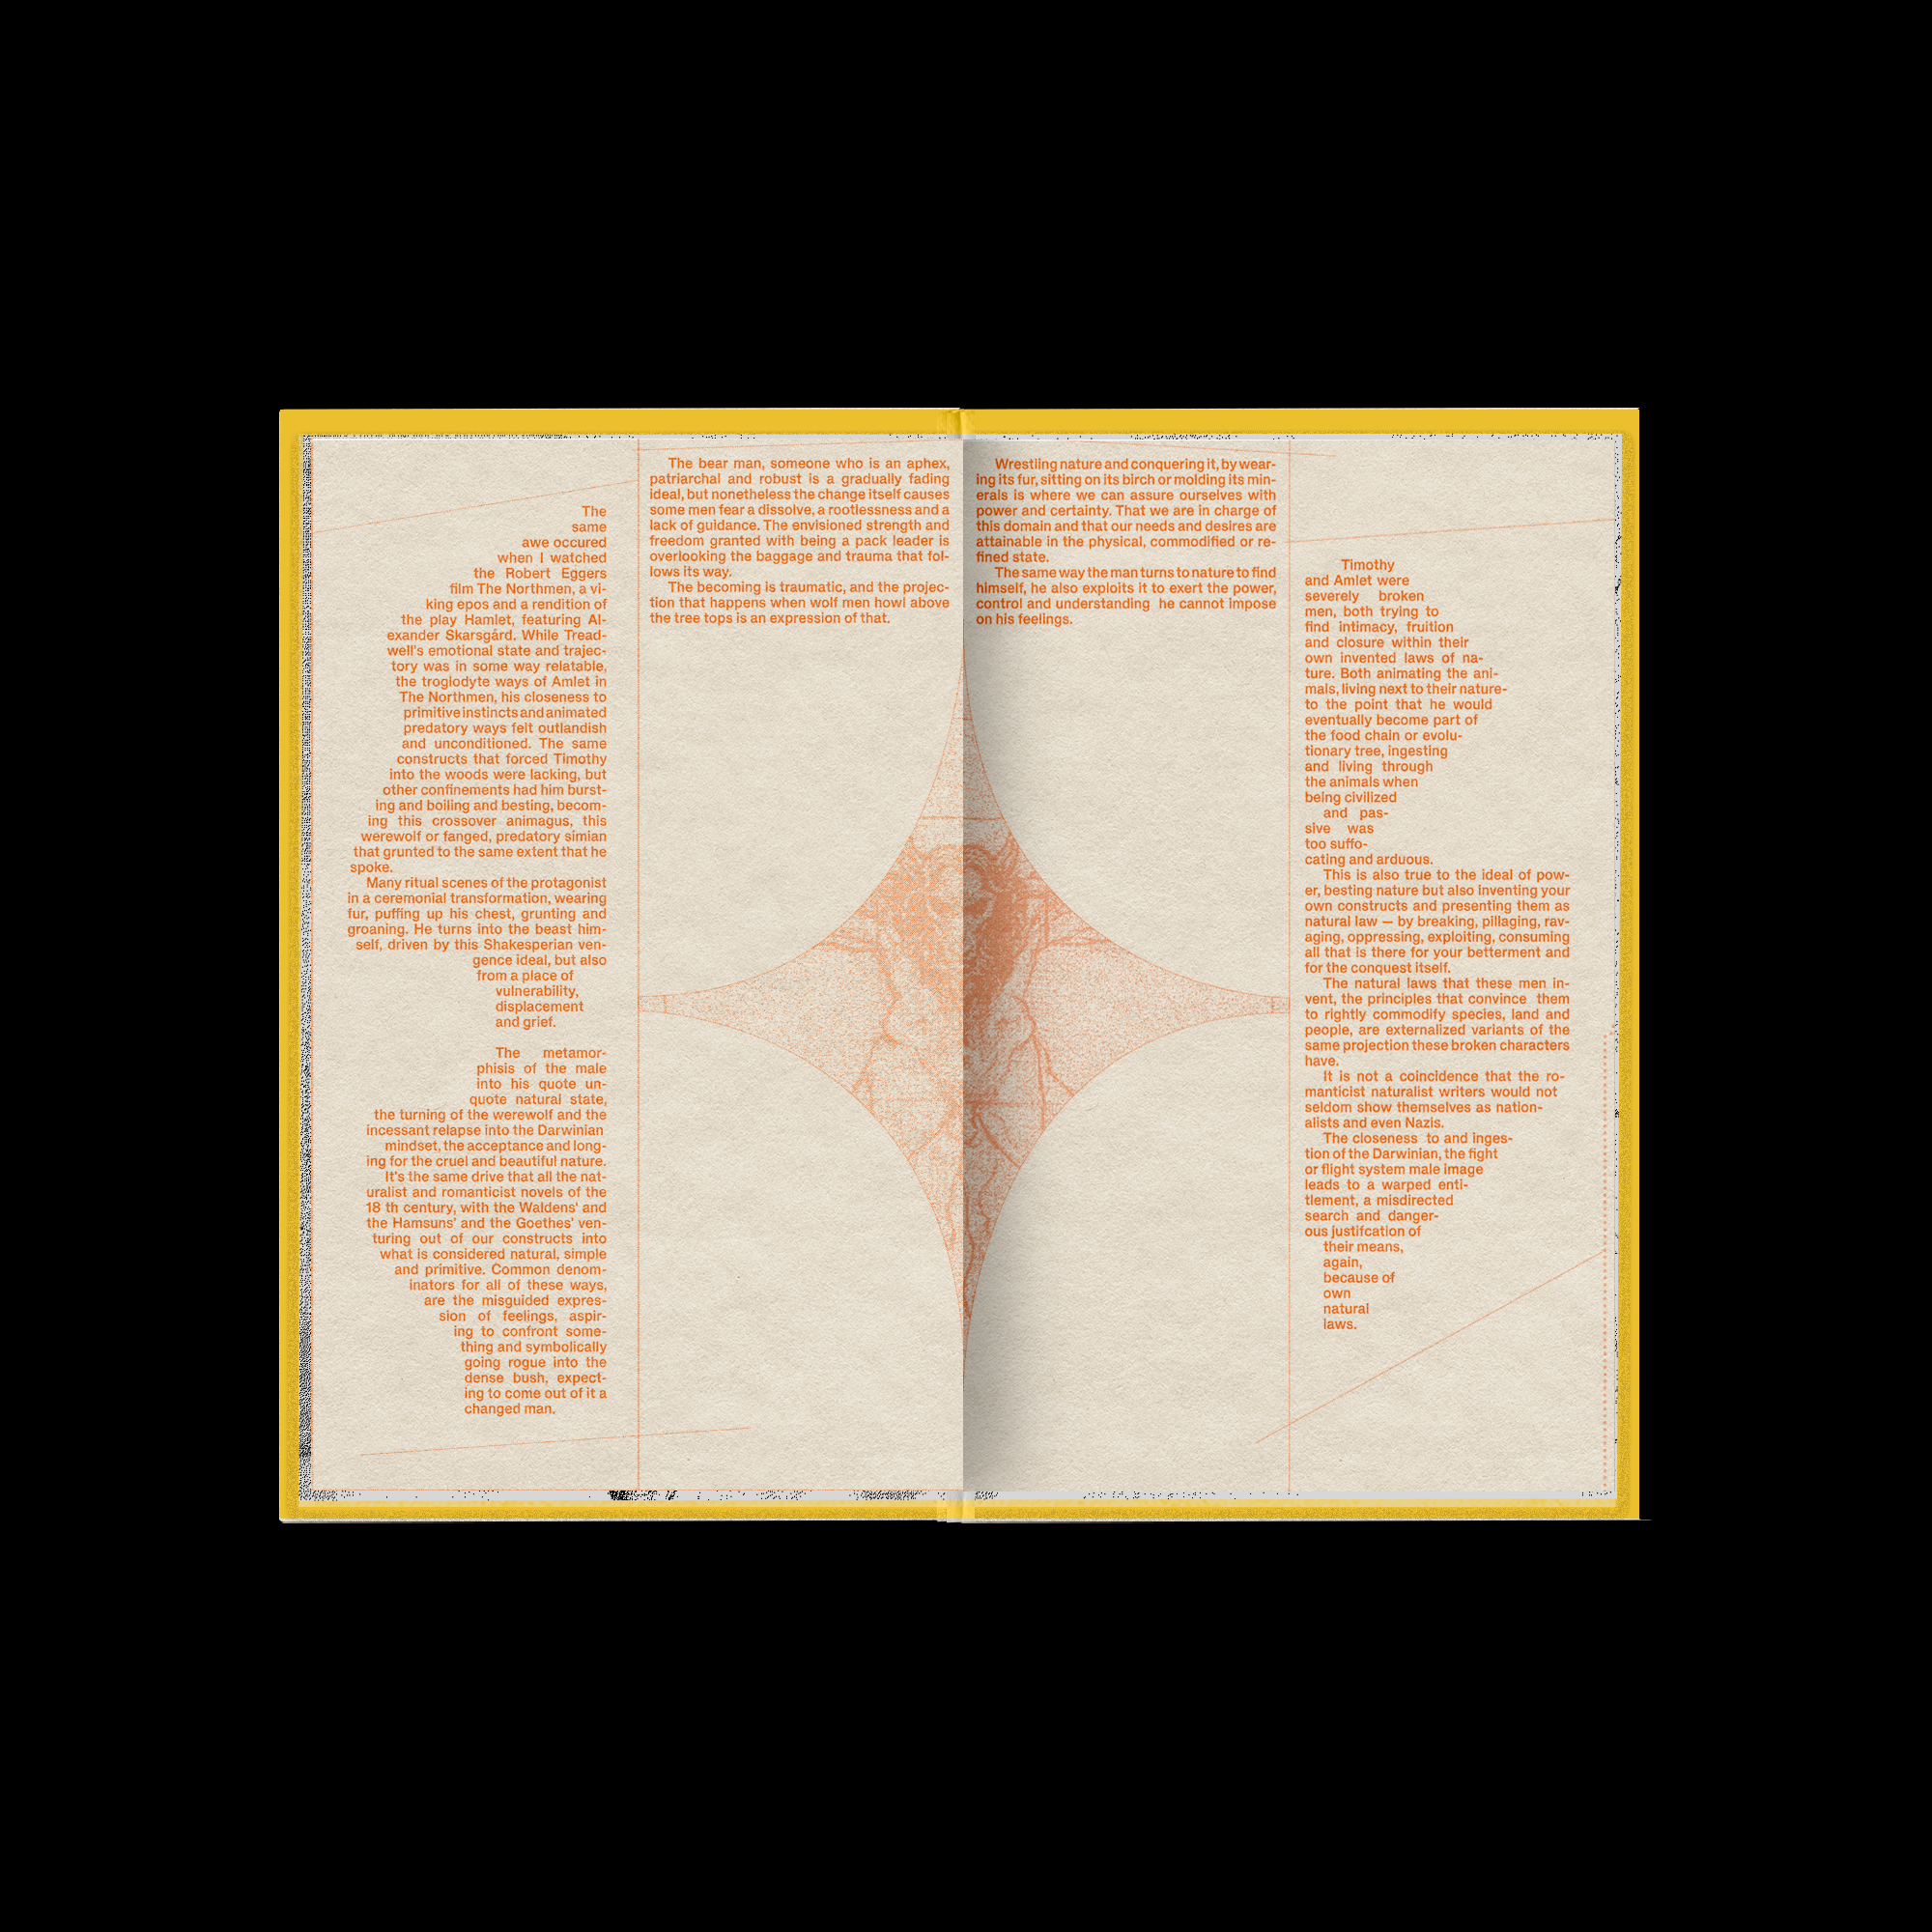 The
same
awe occured
when I watched
the Robert Eggers
film The Northmen, a vi-
king epos and a rendition of
the play Hamlet, featuring Al-
exander Skarsgård. While Tread-
well's emotional state and trajec-
tory was in some way relatable,
the troglodyte ways of Amlet in
The Northmen, his closeness to
primitive instincts and animated
predatory ways felt outlandish
and unconditioned. The same
constructs that forced Timothy
into the woods were lacking, but
other confinements had him burst-
ing and boiling and besting, becom-
ing this crossover animagus, this
werewolf or fanged, predatory simian
that grunted to the same extent that he
spoke.
Many ritual scenes of the protagonist
in a ceremonial transformation, wearing
fur, puffing up his chest, grunting and
groaning. He turns into the beast him-
self, driven by this Shakesperian ven-
gence ideal, but also
from a place of
vulnerability,
displacement
and grief.
The metamor-
phisis of the male
into his quote un-
quote natural state,
the turning of the werewolf and the
incessant relapse into the Darwinian
mindset, the acceptance and long-
ing for the cruel and beautiful nature.
It's the same drive that all the nat-
uralist and romanticist novels of the
18 th century, with the Waldens' and
the Hamsuns' and the Goethes' ven-
turing out of our constructs into
what is considered natural, simple
and primitive. Common denom-
inators for all of these ways,
are the misguided expres-
sion of feelings, aspir-
ing to confront some-
thing and symbolically
going rogue into the
dense bush, expect-
ing to come out of it a
changed man.
The bear man, someone who is an aphex,
patriarchal and robust is a gradually fading
ideal, but nonetheless the change itself causes
some men fear a dissolve, a rootlessness and a
lack of guidance. The envisioned strength and
freedom granted with being a pack leader is
overlooking the baggage and trauma that fol-
lows its way.
The becoming is traumatic, and the projec-
tion that happens when wolf men howl above
the tree tops is an expression of that.
Wrestling nature and conquering it, by wear-
ing its fur, sitting on its birch or molding its min-
erals is where we can assure ourselves with
power and certainty. That we are in charge of
this domain and that our needs and desires are
attainable in the physical, commodified or re-
fined state.
The same way the man turns to nature to find
himself, he also exploits it to exert the power,
control and understanding he cannot impose
on his feelings.
Timothy
and Amlet were
severely broken
men, both trying to
find intimacy, fruition
and closure within their
own invented laws of na-
ture. Both animating the ani-
mals, living next to their nature-
to the point that he would
eventually become part of
the food chain or evolu-
tionary tree, ingesting
and living through
the animals when
being civilized
and pas-
sive was
too suffo-
cating and arduous.
This is also true to the ideal of pow-
er, besting nature but also inventing your
own constructs and presenting them as
natural law — by breaking, pillaging, rav-
aging, oppressing, exploiting, consuming
all that is there for your betterment and
for the conquest itself.
The natural laws that these men in-
vent, the principles that convince them
to rightly commodify species, land and
people, are externalized variants of the
same projection these broken characters
have.
It is not a coincidence that the ro-
manticist naturalist writers would not
seldom show themselves as nation-
alists and even Nazis.
The closeness to and inges-
tion of the Darwinian, the fight
or flight system male image
leads to a warped enti-
tlement, a misdirected
search and danger-
ous justifcation of
their means,
again,
because of
own
natural
laws.